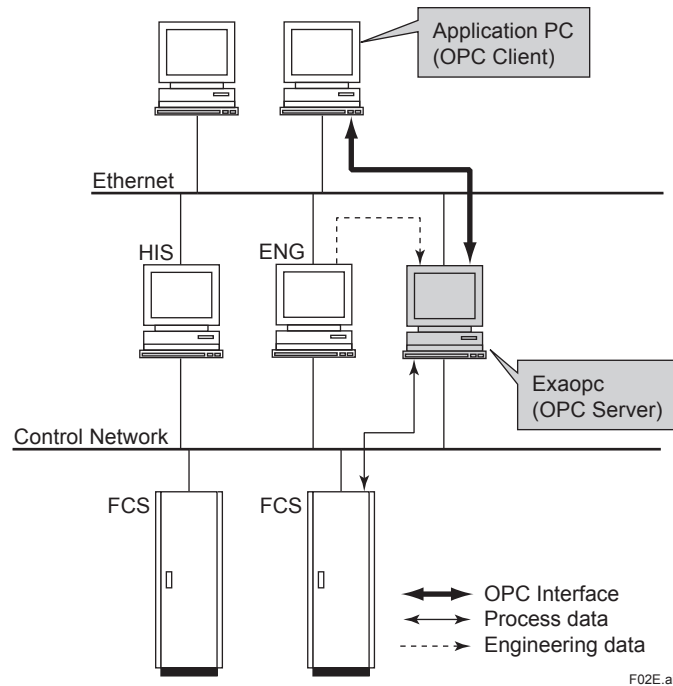 Application PC
(OPC Client)
Ethernet
HIS
ENG
Exaopc
(OPC Server)
Control Network
FCS
FCS
OPC Interface
Process data
Engineering data
F02E.a